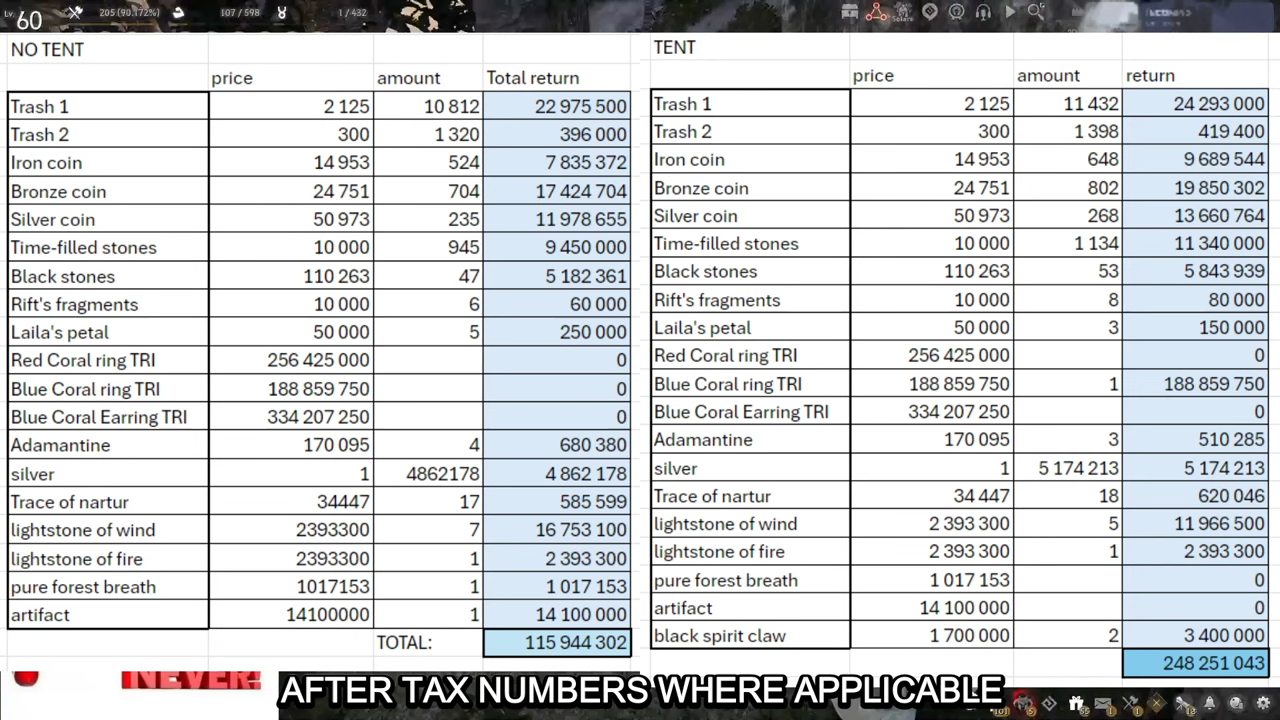 Lv. 60 205 (90.172%) 107 / 598 1 / 432
NO TENT
price amount Total return
Trash 1 2 125 10 812 22 975 500
Trash 2 300 1 320 396 000
Iron coin 14 953 524 7 835 372
Bronze coin 24 751 704 17 424 704
Silver coin 50 973 235 11 978 655
Time-filled stones 10 000 945 9 450 000
Black stones 110 263 47 5 182 361
Rift's fragments 10 000 6 60 000
Laila's petal 50 000 5 250 000
Red Coral ring TRI 256 425 000 0
Blue Coral ring TRI 188 859 750 0
Blue Coral Earring TRI 334 207 250 0
Adamantine 170 095 4 680 380
silver 1 4862178 4 862 178
Trace of nartur 34447 17 585 599
lightstone of wind 2393300 7 16 753 100
lightstone of fire 2393300 1 2 393 300
pure forest breath 1017153 1 1 017 153
artifact 14100000 1 14 100 000
TOTAL: 115 944 302
TENT
price amount return
Trash 1 2 125 11 432 24 293 000
Trash 2 300 1 398 419 400
Iron coin 14 953 648 9 689 544
Bronze coin 24 751 802 19 850 302
Silver coin 50 973 268 13 660 764
Time-filled stones 10 000 1 134 11 340 000
Black stones 110 263 53 5 843 939
Rift's fragments 10 000 8 80 000
Laila's petal 50 000 3 150 000
Red Coral ring TRI 256 425 000 0
Blue Coral ring TRI 188 859 750 1 188 859 750
Blue Coral Earring TRI 334 207 250 0
Adamantine 170 095 3 510 285
silver 1 5 174 213 5 174 213
Trace of nartur 34 447 18 620 046
lightstone of wind 2 393 300 5 11 966 500
lightstone of fire 2 393 300 1 2 393 300
pure forest breath 1 017 153 0
artifact 14 100 000 0
black spirit claw 1 700 000 2 3 400 000
248 251 043
NEVER!
AFTER TAX NUMBERS WHERE APPLICABLE